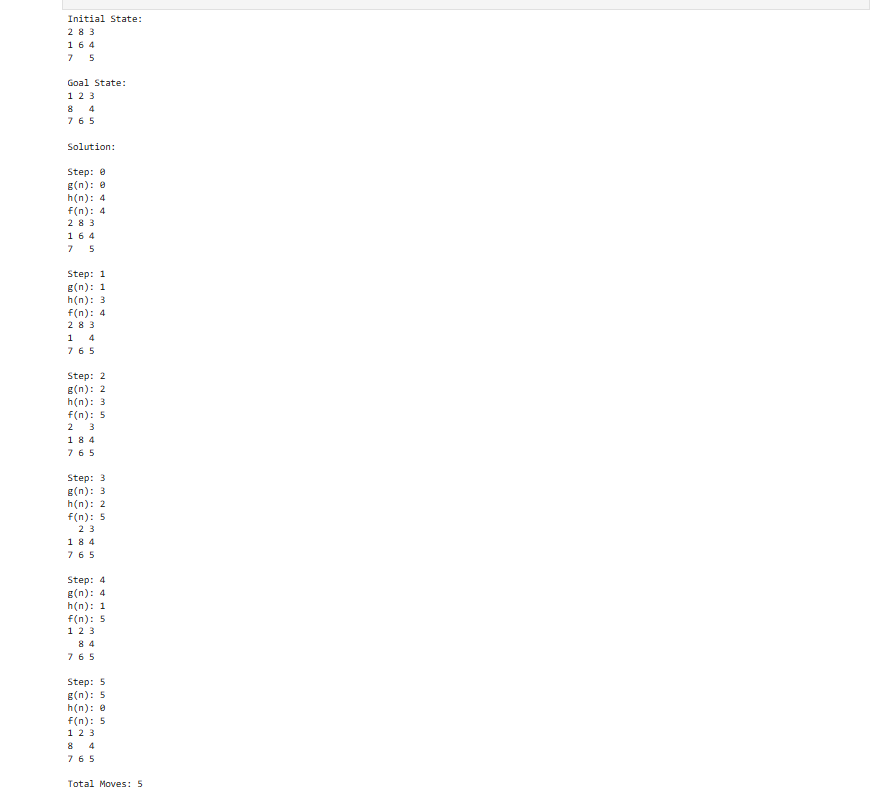 Initial State:
2 8 3
1 6 4
7   5
Goal State:
1 2 3
8   4
7 6 5
Solution:
Step: 0
g(n): 0
h(n): 4
f(n): 4
2 8 3
1 6 4
7   5
Step: 1
g(n): 1
h(n): 3
f(n): 4
2 8 3
1   4
7 6 5
Step: 2
g(n): 2
h(n): 3
f(n): 5
2   3
1 8 4
7 6 5
Step: 3
g(n): 3
h(n): 2
f(n): 5
  2 3
1 8 4
7 6 5
Step: 4
g(n): 4
h(n): 1
f(n): 5
1 2 3
  8 4
7 6 5
Step: 5
g(n): 5
h(n): 0
f(n): 5
1 2 3
8   4
7 6 5
Total Moves: 5